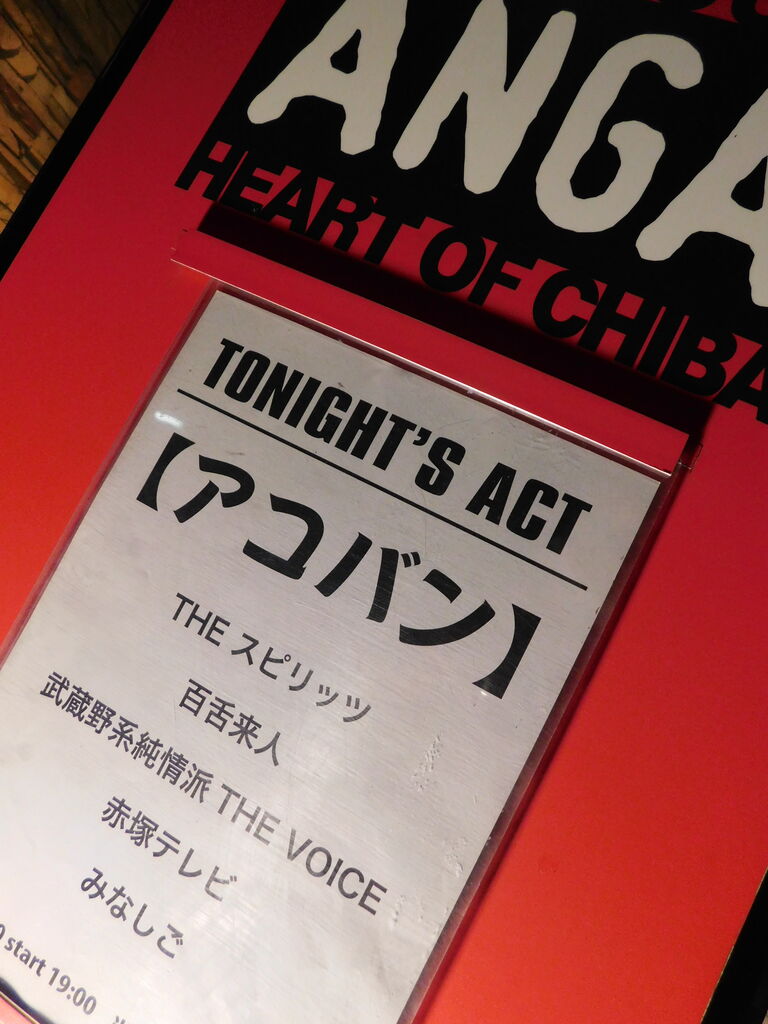 ANGA
HEART OF CHIBA
TONIGHT'S ACT
【アコバン】
THE スピリッツ
百舌来人
武蔵野系純情派 THE VOICE
赤塚テレビ
みなしご
start 19:00